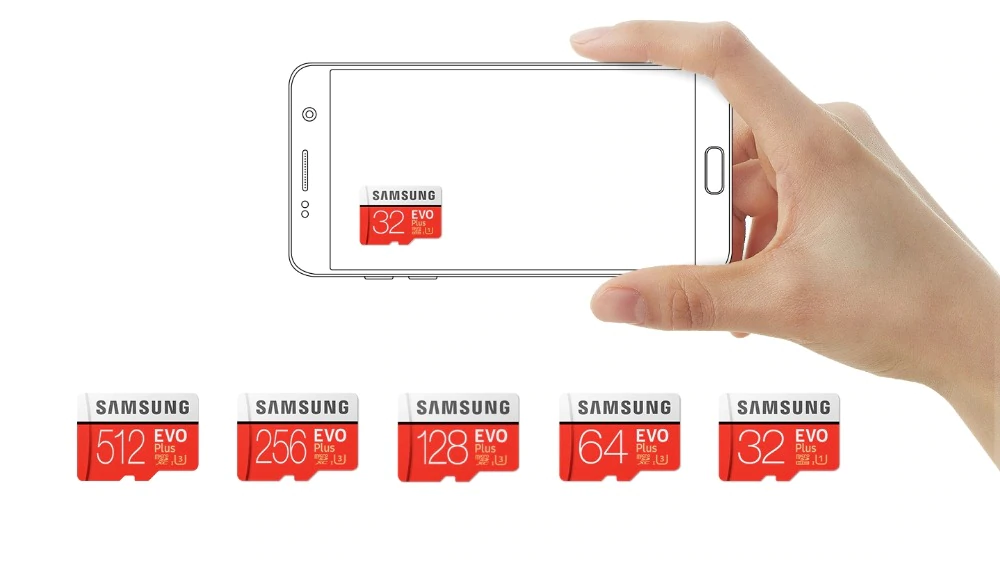 SAMSUNG
32 EVO
Plus
SAMSUNG
512 EVO
Plus
SAMSUNG
256 EVO
Plus
SAMSUNG
128 EVO
Plus
SAMSUNG
64 EVO
Plus
SAMSUNG
32 EVO
Plus